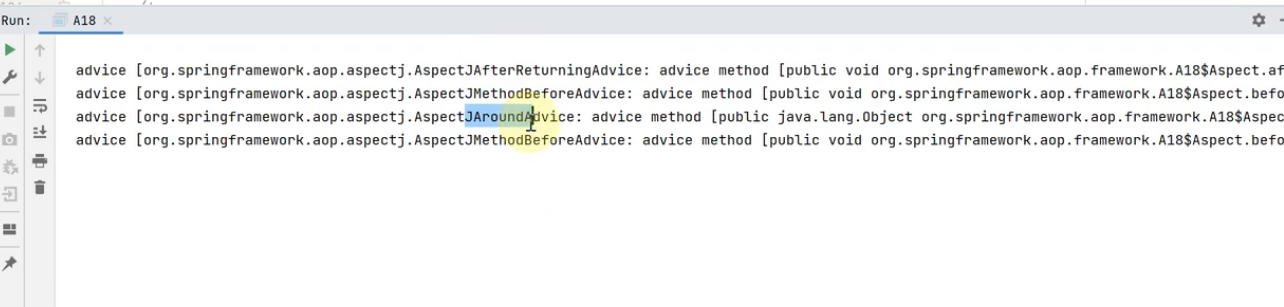 Run: A18
advice [org.springframework.aop.aspectj.AspectJAfterReturningAdvice: advice method [public void org.springframework.aop.framework.A18$Aspect.af
advice [org.springframework.aop.aspectj.AspectJMethodBeforeAdvice: advice method [public void org.springframework.aop.framework.A18$Aspect.befo
advice [org.springframework.aop.aspectj.AspectJAroundAdvice: advice method [public java.lang.Object org.springframework.aop.framework.A18$Aspec
advice [org.springframework.aop.aspectj.AspectJMethodBeforeAdvice: advice method [public void org.springframework.aop.framework.A18$Aspect.befo